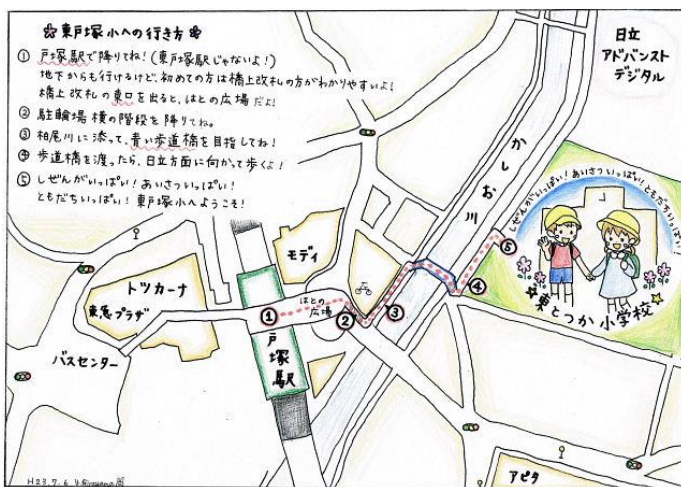 東戸塚小への行き方
① 戸塚駅で降りてね!(東戸塚駅じゃないよ!)
地下からも行けるけど、初めての方は橋上改札の方がわかりやすいよ!
橋上改札の東口を出ると、はとの広場だよ!
② 駐輪場横の階段を降りてね。
③ 柏尾川に添って、青い歩道橋を目指してね!
④ 歩道橋を渡ったら、日立方面に向かって歩くよ!
⑤ しぜんがいっぱい!あいさついっぱい!
ともだちいっぱい!東戸塚小へようこそ!
日立
アドバンスト
デジタル
かしお川
しぜんがいっぱい!あいさついっぱい!ともだちいっぱい!
東とつか小学校
モディ
トツカーナ
東急プラザ
バスセンター
はとの
広場
戸塚駅
①
②
③
④
⑤
アピタ
H23.7.6